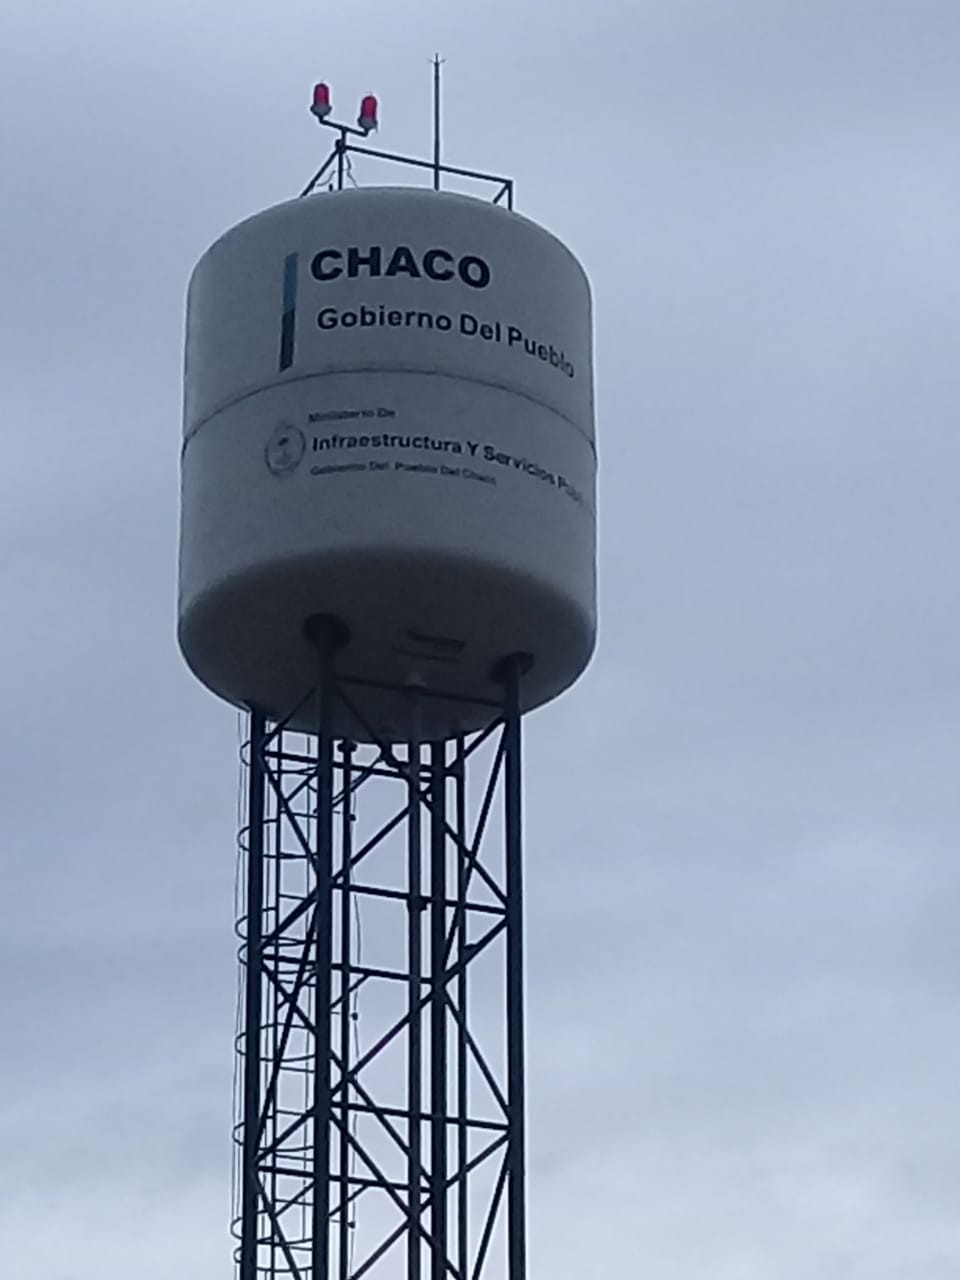 CHACO
Gobierno Del Pueblo
Ministerio De
Infraestructura Y Servicios
Gobierno Del Pueblo Del Chaco